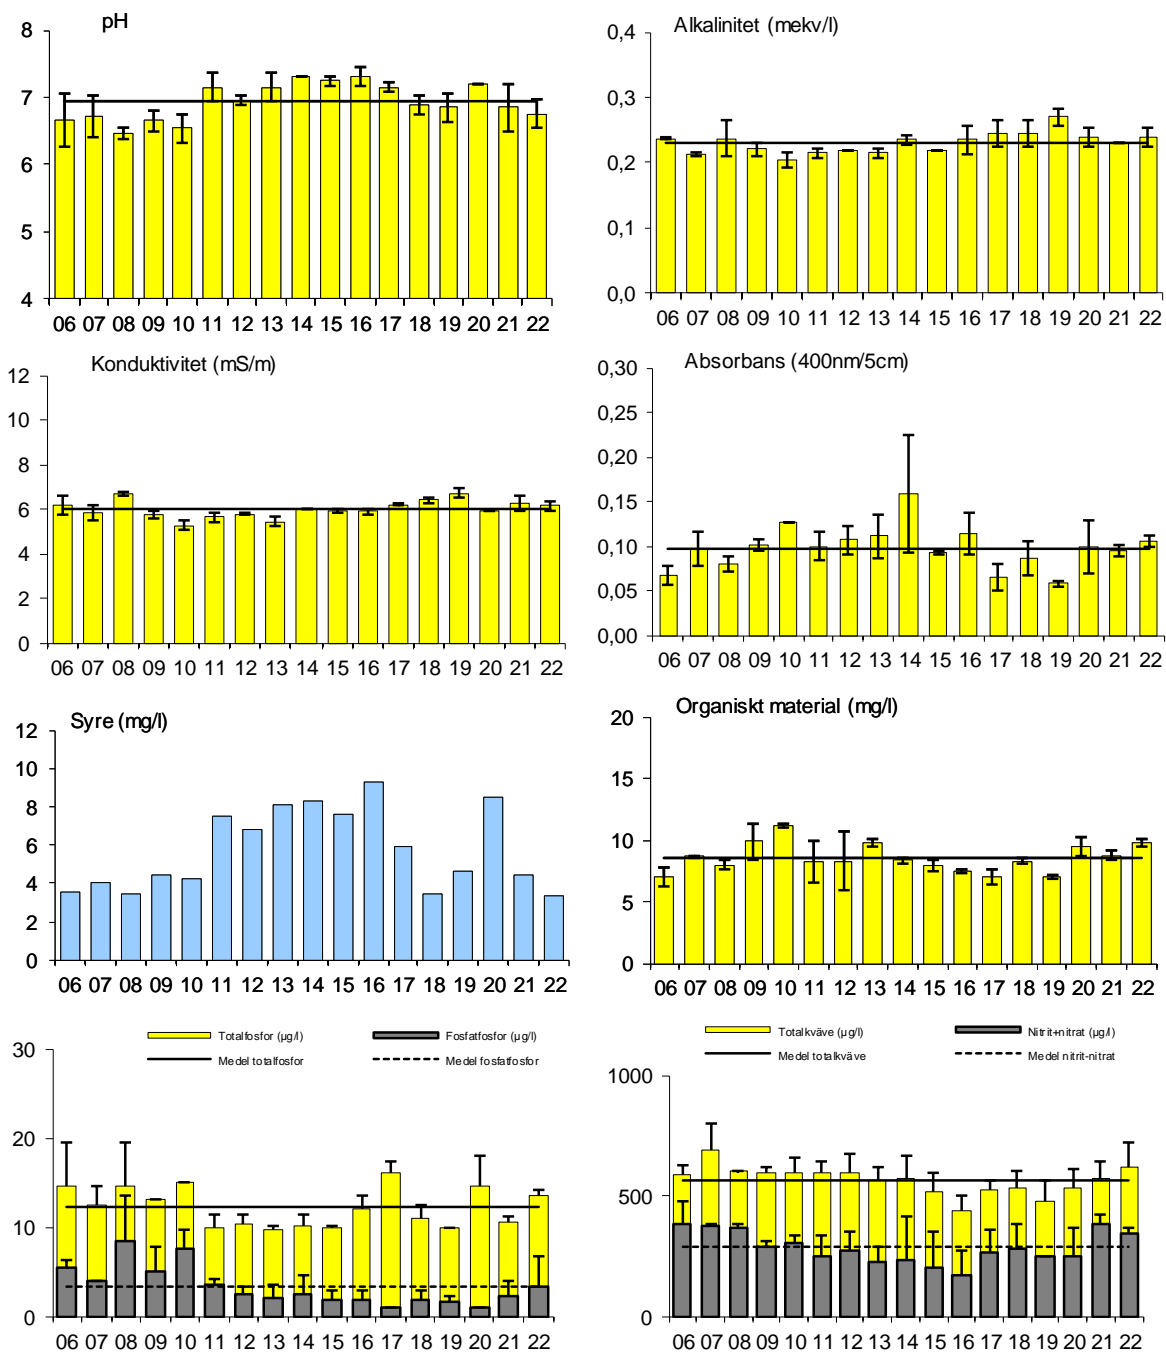 pH
8
7
6
5
4
06 07 08 09 10 11 12 13 14 15 16 17 18 19 20 21 22
Alkalinitet (mekv/l)
0,4
0,3
0,2
0,1
0,0
06 07 08 09 10 11 12 13 14 15 16 17 18 19 20 21 22
Konduktivitet (mS/m)
12
10
8
6
4
2
0
06 07 08 09 10 11 12 13 14 15 16 17 18 19 20 21 22
Absorbans (400nm/5cm)
0,30
0,25
0,20
0,15
0,10
0,05
0,00
06 07 08 09 10 11 12 13 14 15 16 17 18 19 20 21 22
Syre (mg/l)
12
10
8
6
4
2
0
06 07 08 09 10 11 12 13 14 15 16 17 18 19 20 21 22
Organiskt material (mg/l)
20
15
10
5
0
06 07 08 09 10 11 12 13 14 15 16 17 18 19 20 21 22
Totalfosfor (µg/l) Fosfatfosfor (µg/l)
Medel totalfosfor Medel fosfatfosfor
30
20
10
0
06 07 08 09 10 11 12 13 14 15 16 17 18 19 20 21 22
Totalkväve (µg/l) Nitrit+nitrat (µg/l)
Medel totalkväve Medel nitrit-nitrat
1000
500
0
06 07 08 09 10 11 12 13 14 15 16 17 18 19 20 21 22